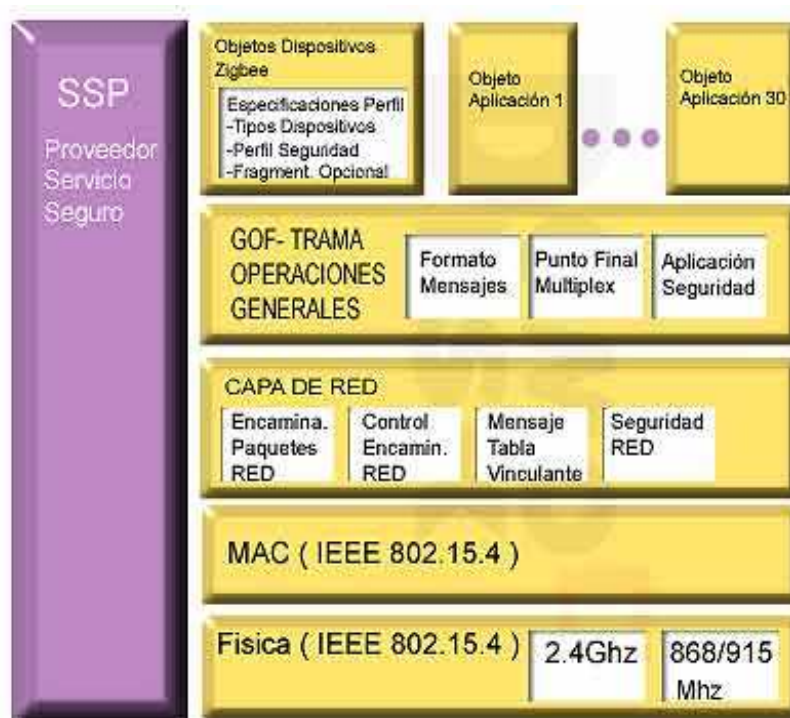 SSP
Proveedor
Servicio
Seguro
Objetos Dispositivos
Zigbee
Especificaciones Perfil
-Tipos Dispositivos
-Perfil Seguridad
-Fragment. Opcional
Objeto
Aplicación 1
Objeto
Aplicación 30
GOF- TRAMA
OPERACIONES
GENERALES
Formato
Mensajes
Punto Final
Multiplex
Aplicación
Seguridad
CAPA DE RED
Encamina.
Paquetes
RED
Control
Encamin.
RED
Mensaje
Tabla
Vinculante
Seguridad
RED
MAC ( IEEE 802.15.4 )
Fisica ( IEEE 802.15.4 )
2.4Ghz
868/915
Mhz